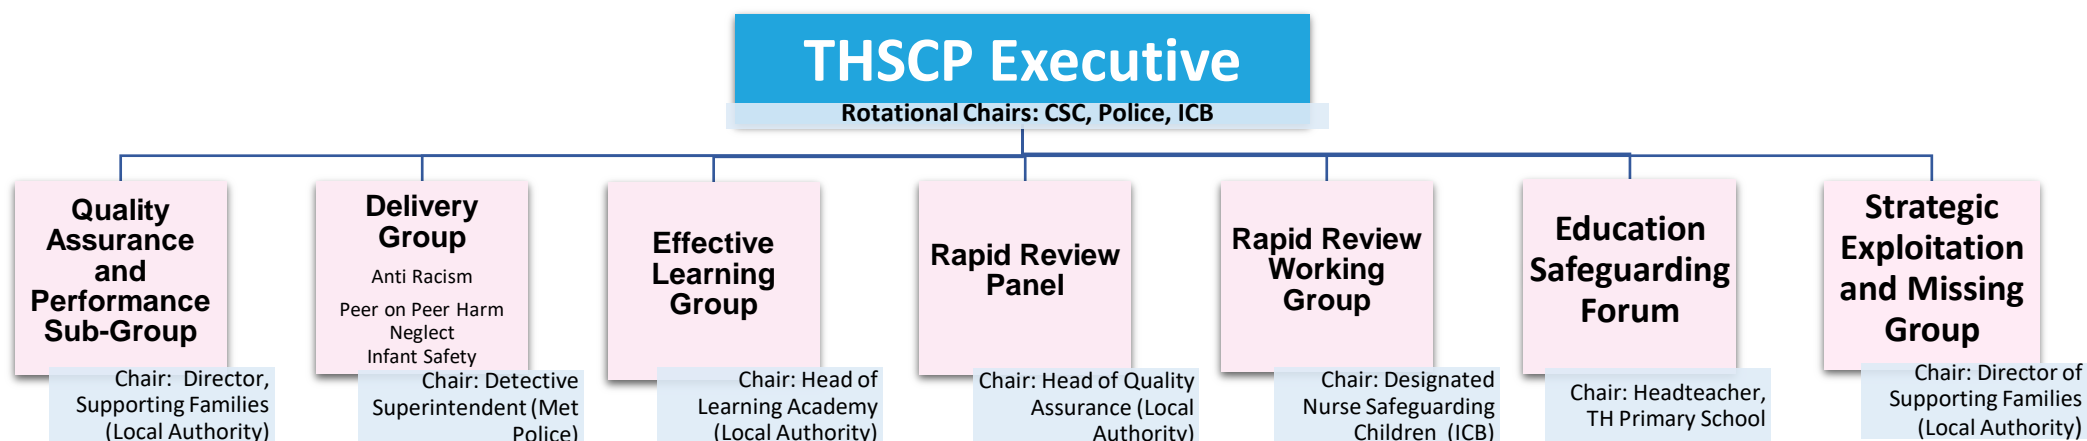 THSCP Executive
Rotational Chairs: CSC, Police, ICB
Quality
Assurance
and
Performance
Sub-Group
Chair: Director,
Supporting Families
(Local Authority)
Delivery
Group
Anti Racism
Peer on Peer Harm
Neglect
Infant Safety
Chair: Detective
Superintendent (Met
Police)
Effective
Learning
Group
Chair: Head of
Learning Academy
(Local Authority)
Rapid Review
Panel
Chair: Head of Quality
Assurance (Local
Authority)
Rapid Review
Working
Group
Chair: Designated
Nurse Safeguarding
Children (ICB)
Education
Safeguarding
Forum
Chair: Headteacher,
TH Primary School
Strategic
Exploitation
and Missing
Group
Chair: Director of
Supporting Families
(Local Authority)